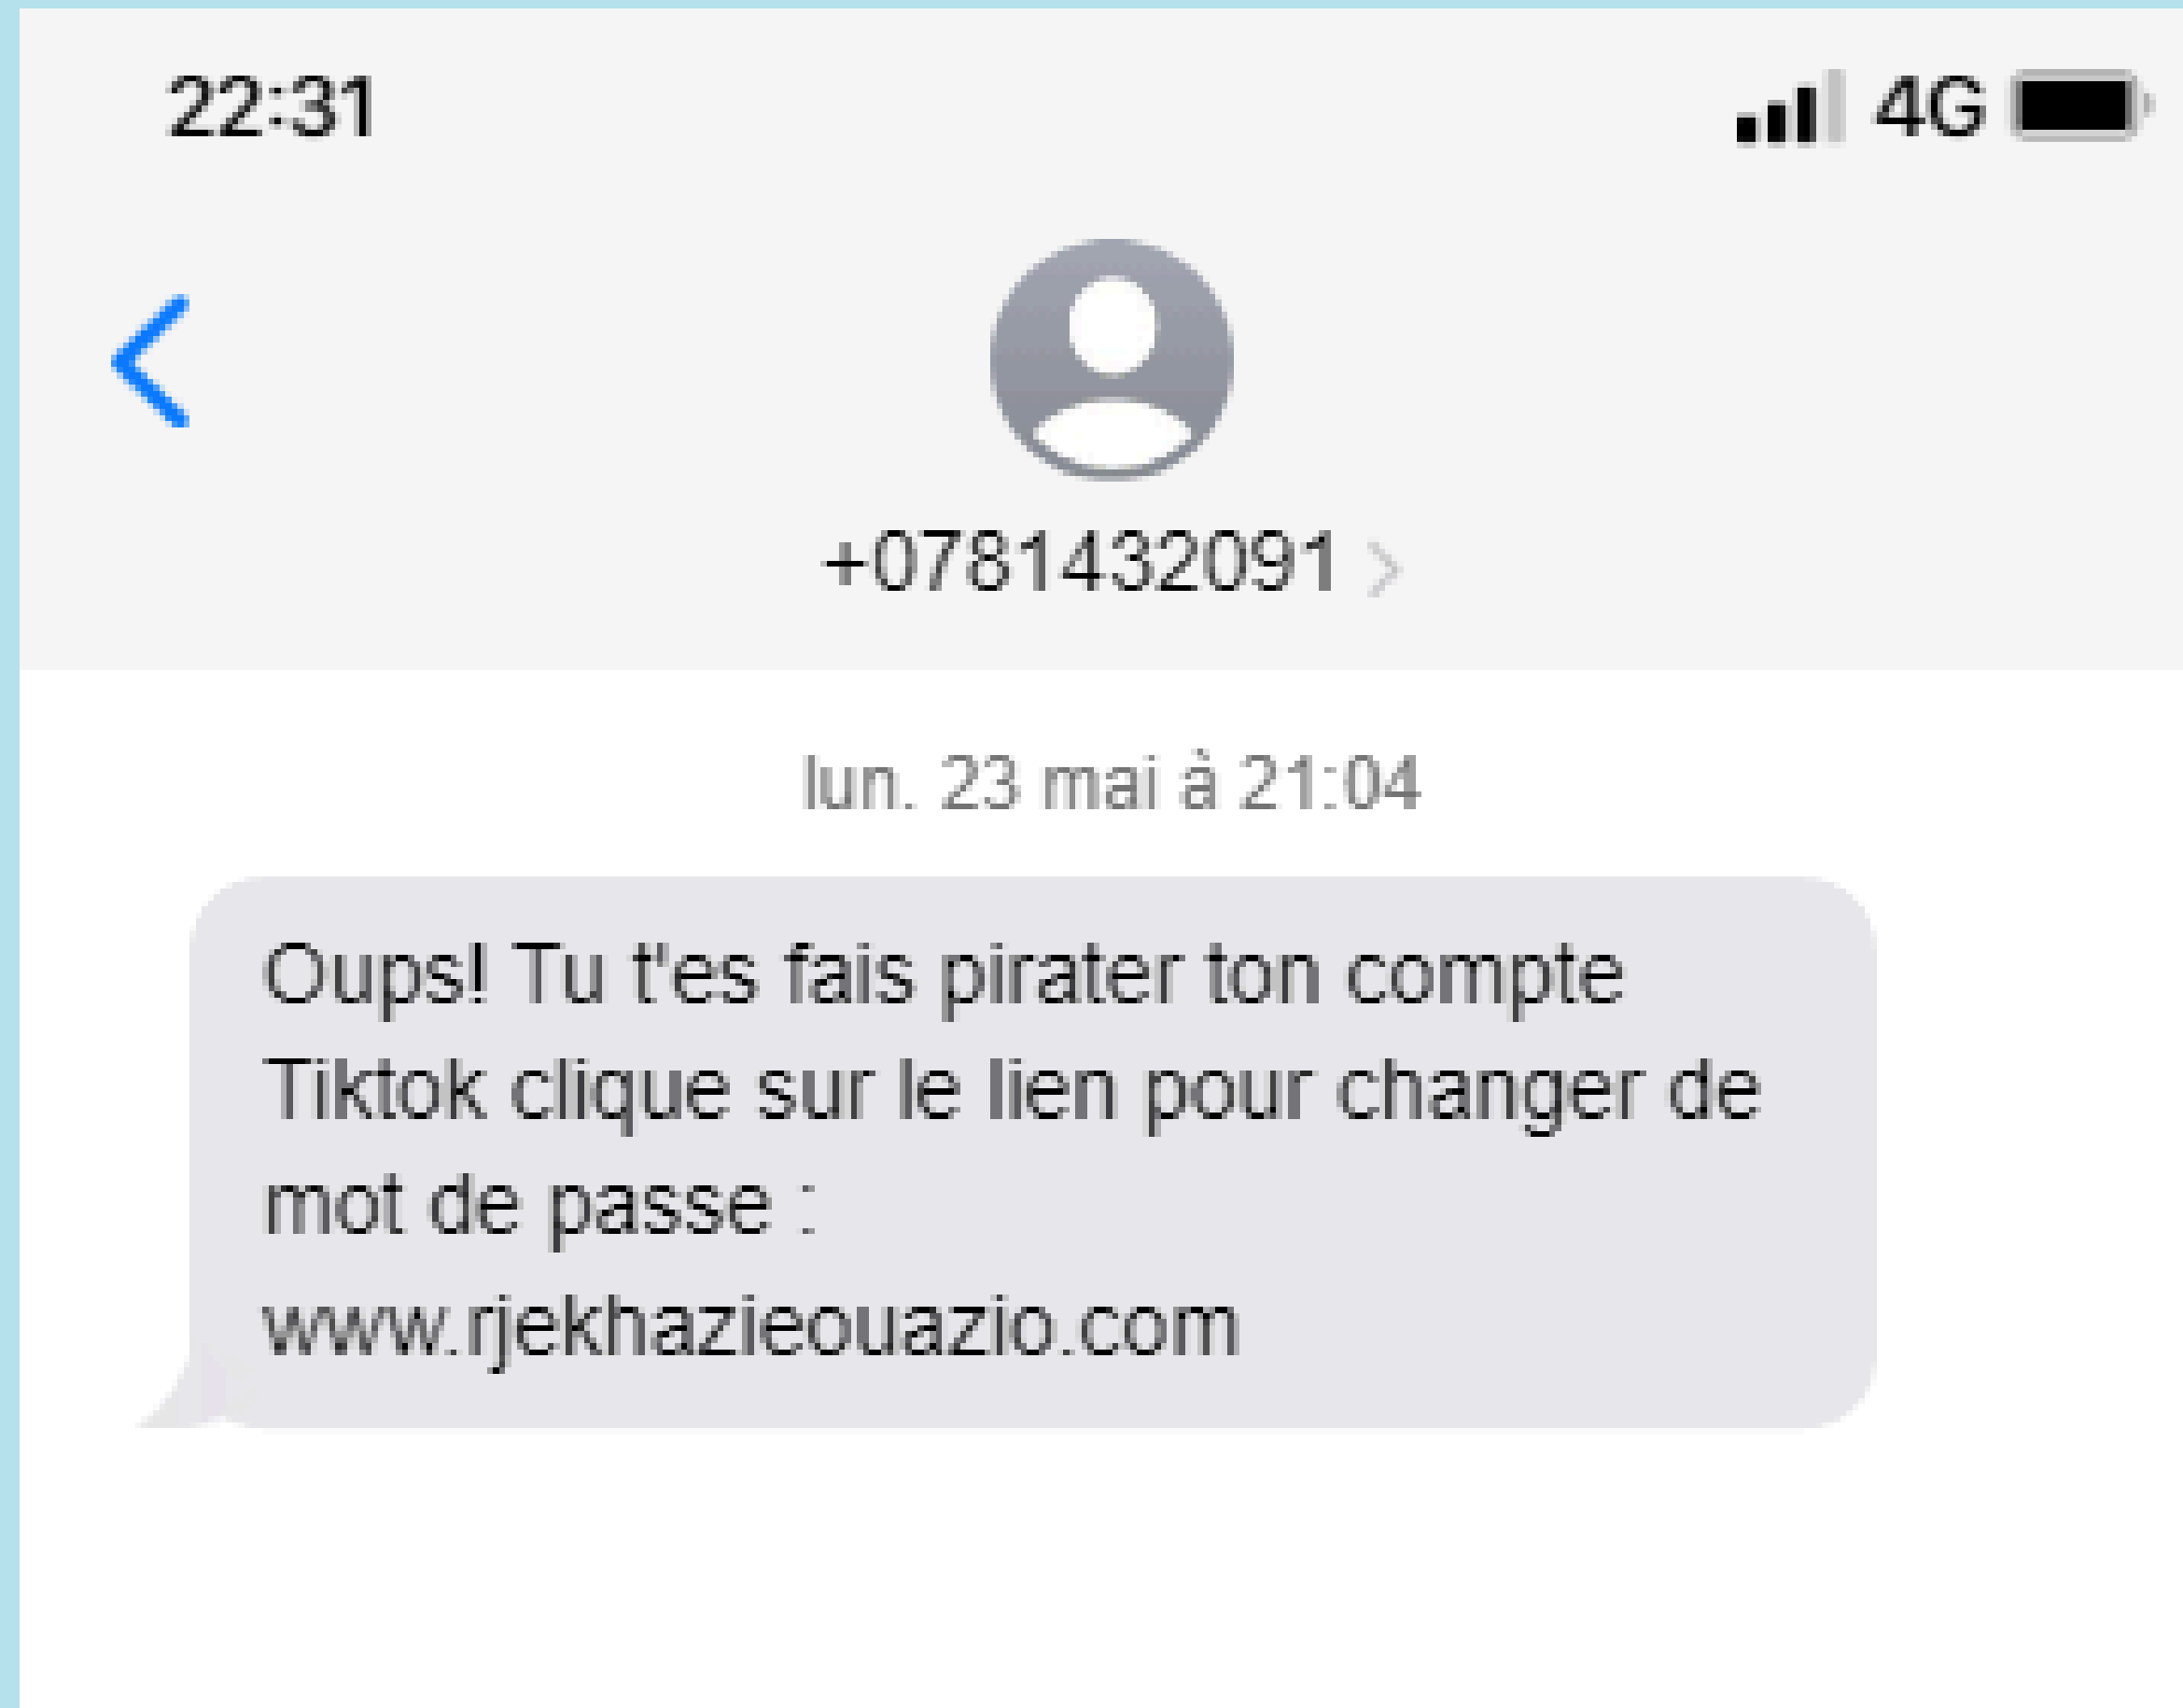 22:31 4G
+0781432091
lun. 23 mai à 21:04
Oups! Tu t'es fais pirater ton compte
Tiktok clique sur le lien pour changer de
mot de passe :
www.rjekhazieouazio.com